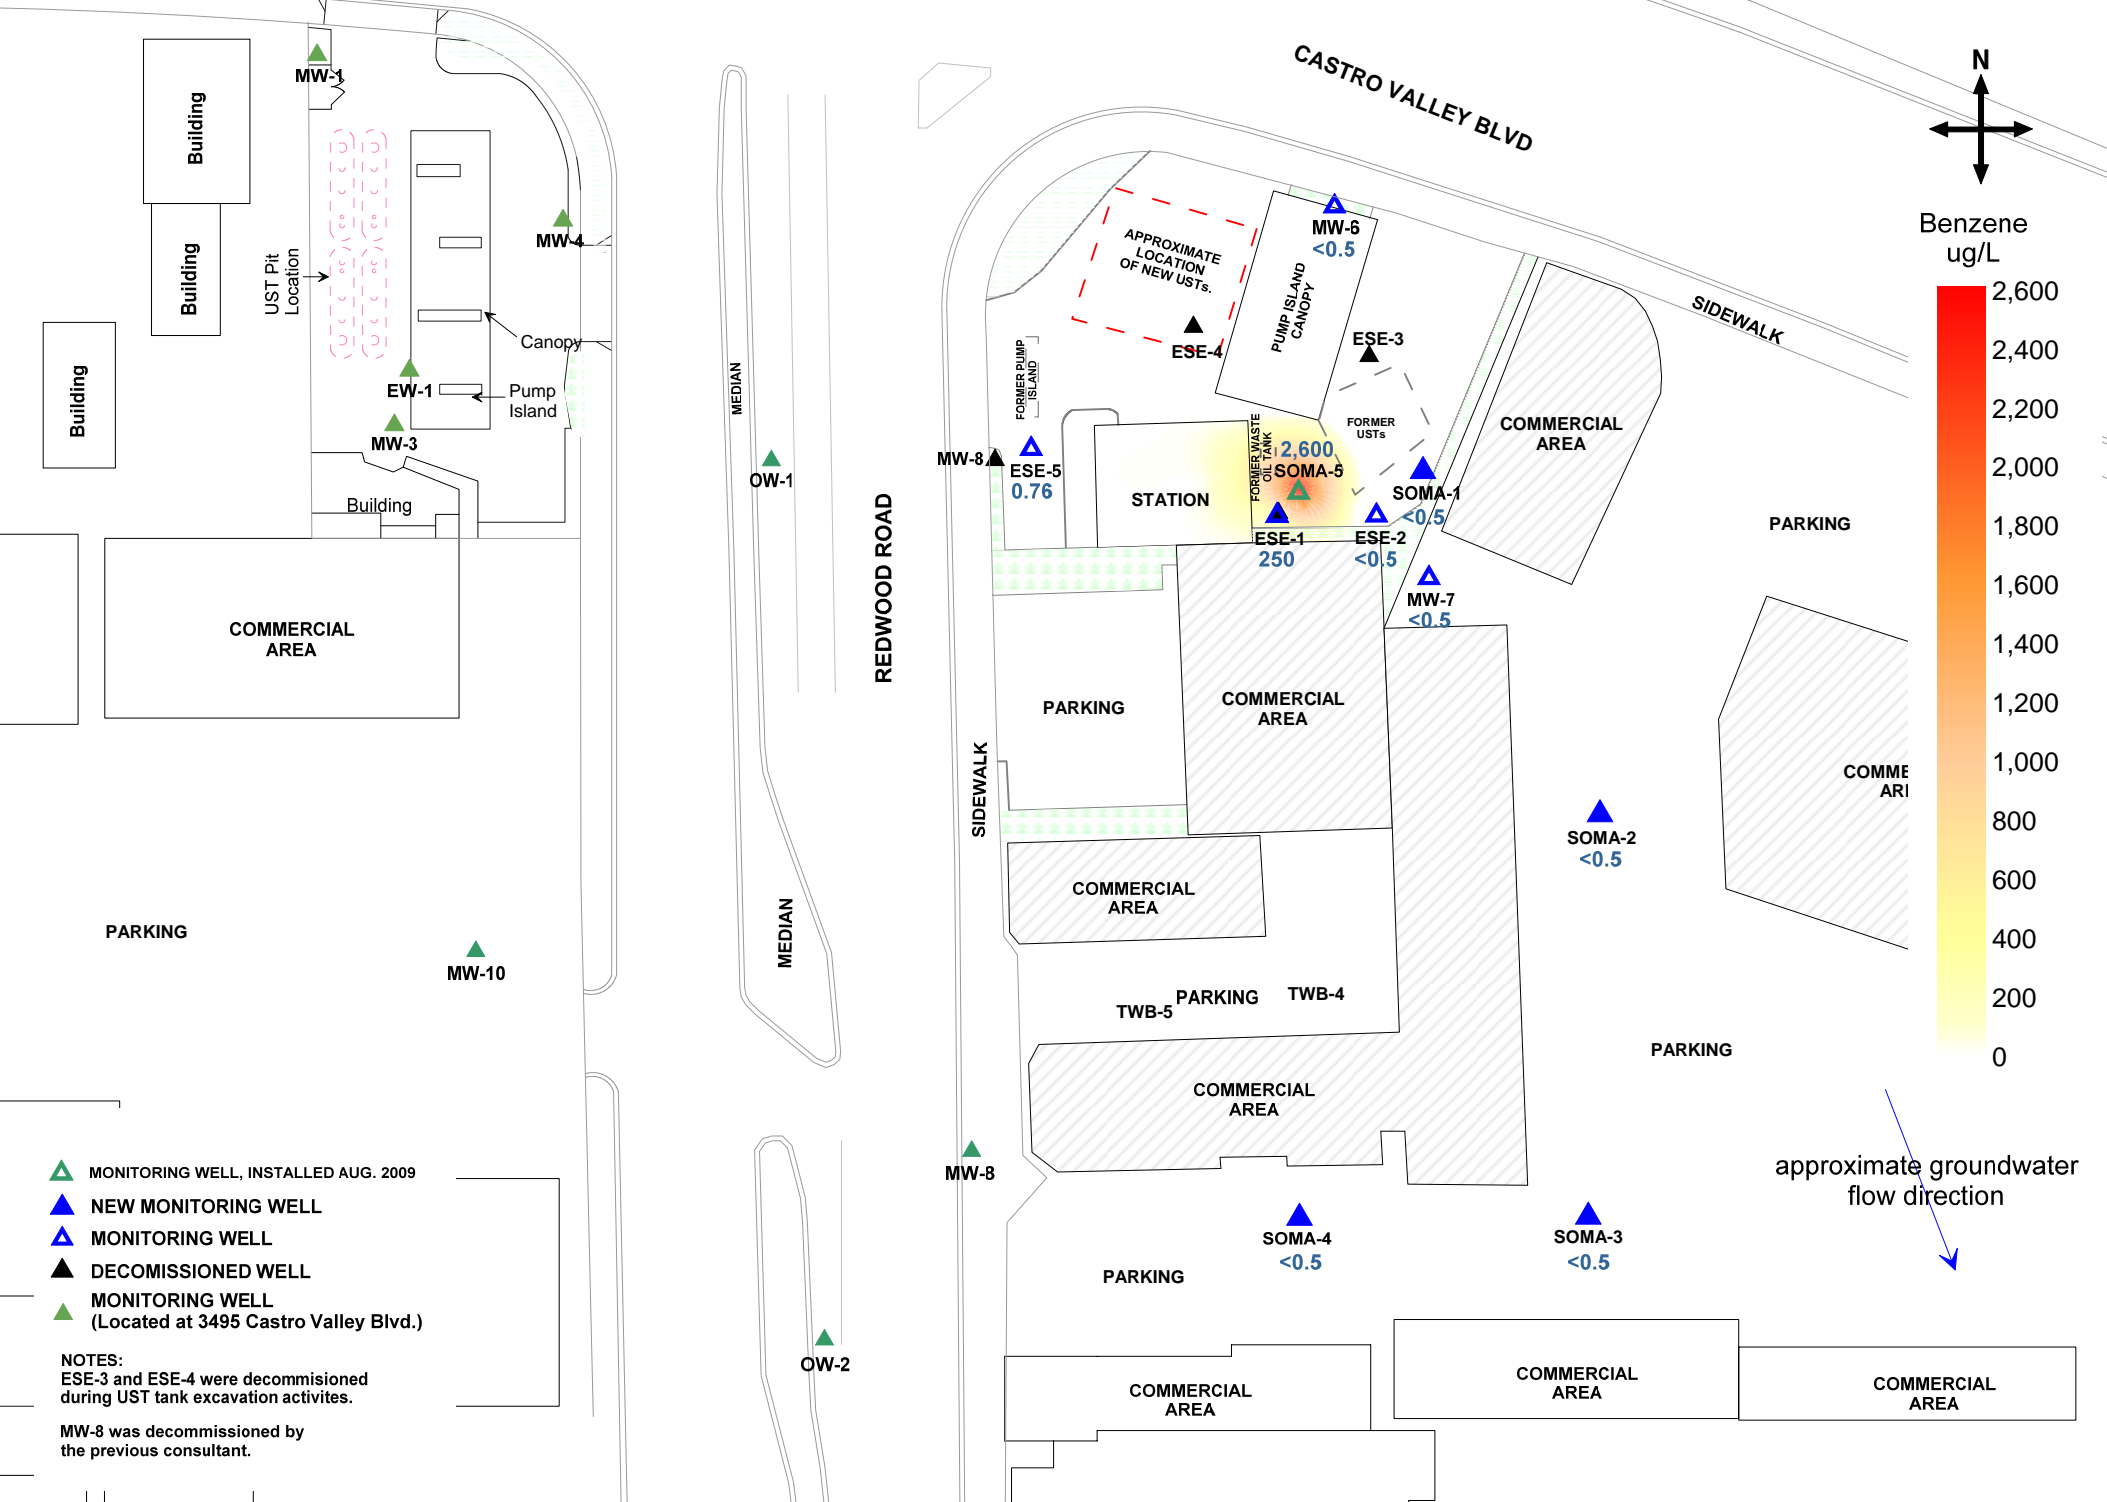 CASTRO VALLEY BLVD
N
MW-1
Building
Building
Building
UST Pit
Location
MW-4
Canopy
EW-1
Pump
Island
MW-3
Building
COMMERCIAL
AREA
PARKING
MW-10
MEDIAN
OW-1
REDWOOD ROAD
MEDIAN
SIDEWALK
MW-8
OW-2
APPROXIMATE
LOCATION
OF NEW USTs.
ESE-4
PUMP ISLAND
CANOPY
MW-6
<0.5
ESE-3
FORMER PUMP
ISLAND
MW-8
ESE-5
0.76
STATION
FORMER WASTE
OIL TANK
2,600
SOMA-5
FORMER
USTs
SOMA-1
<0.5
ESE-1
250
ESE-2
<0.5
MW-7
<0.5
COMMERCIAL
AREA
SIDEWALK
PARKING
PARKING
COMMERCIAL
AREA
COMME
ARI
SOMA-2
<0.5
COMMERCIAL
AREA
TWB-5
PARKING
TWB-4
PARKING
COMMERCIAL
AREA
SOMA-4
<0.5
SOMA-3
<0.5
PARKING
COMMERCIAL
AREA
COMMERCIAL
AREA
COMMERCIAL
AREA
Benzene
ug/L
2,600
2,400
2,200
2,000
1,800
1,600
1,400
1,200
1,000
800
600
400
200
0
approximate groundwater
flow direction
MONITORING WELL, INSTALLED AUG. 2009
NEW MONITORING WELL
MONITORING WELL
DECOMISSIONED WELL
MONITORING WELL
(Located at 3495 Castro Valley Blvd.)
NOTES:
ESE-3 and ESE-4 were decommisioned
during UST tank excavation activites.
MW-8 was decommissioned by
the previous consultant.